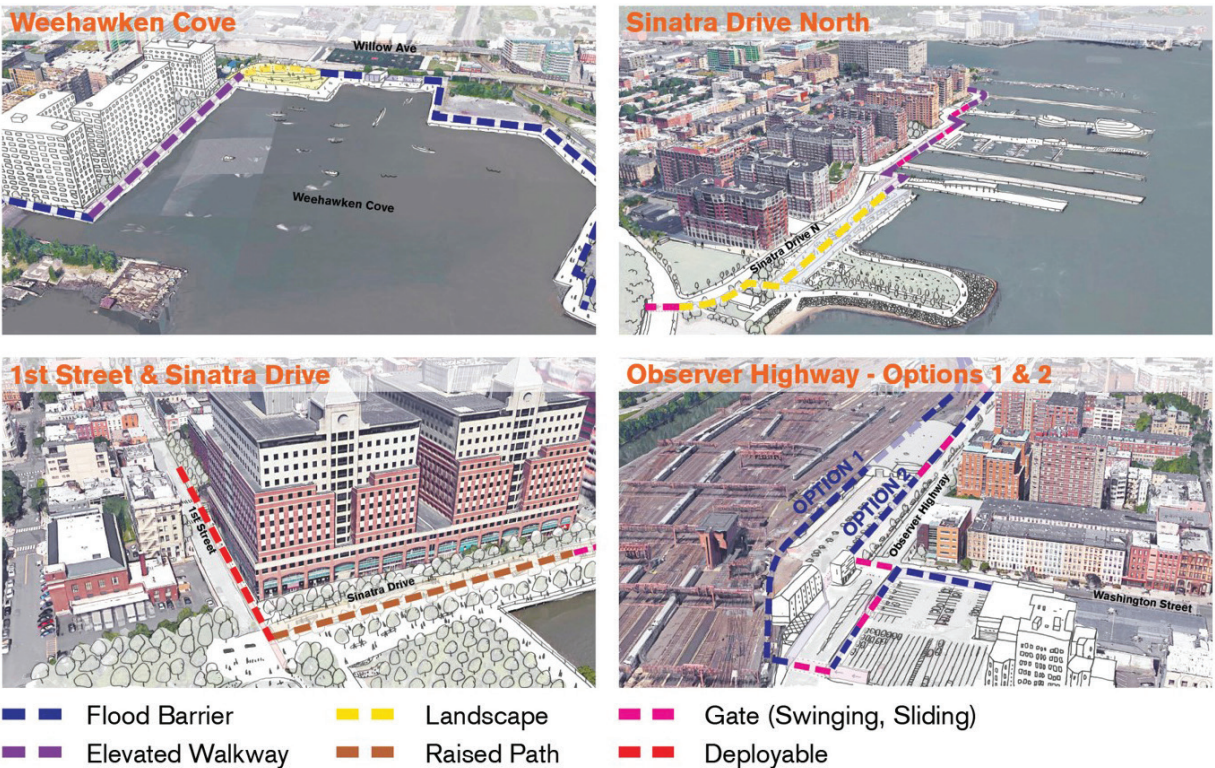 Weehawken Cove
Willow Ave
Weehawken Cove
Sinatra Drive North
Sinatra Drive N
1st Street & Sinatra Drive
1st Street
Sinatra Drive
Observer Highway - Options 1 & 2
OPTION 1
OPTION 2
Observer Highway
Washington Street
Flood Barrier
Landscape
Gate (Swinging, Sliding)
Elevated Walkway
Raised Path
Deployable